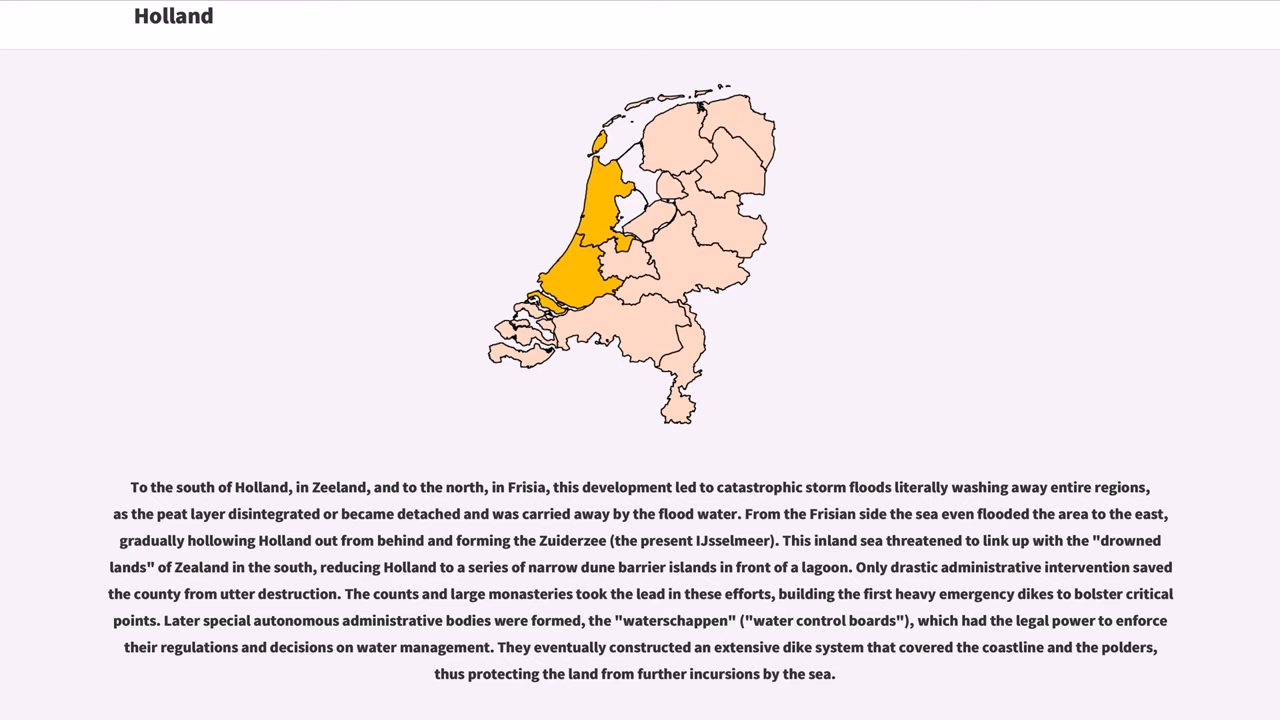 Holland
To the south of Holland, in Zeeland, and to the north, in Frisia, this development led to catastrophic storm floods literally washing away entire regions,
as the peat layer disintegrated or became detached and was carried away by the flood water. From the Frisian side the sea even flooded the area to the east,
gradually hollowing Holland out from behind and forming the Zuiderzee (the present IJsselmeer). This inland sea threatened to link up with the "drowned
lands" of Zealand in the south, reducing Holland to a series of narrow dune barrier islands in front of a lagoon. Only drastic administrative intervention saved
the county from utter destruction. The counts and large monasteries took the lead in these efforts, building the first heavy emergency dikes to bolster critical
points. Later special autonomous administrative bodies were formed, the "waterschappen" ("water control boards"), which had the legal power to enforce
their regulations and decisions on water management. They eventually constructed an extensive dike system that covered the coastline and the polders,
thus protecting the land from further incursions by the sea.